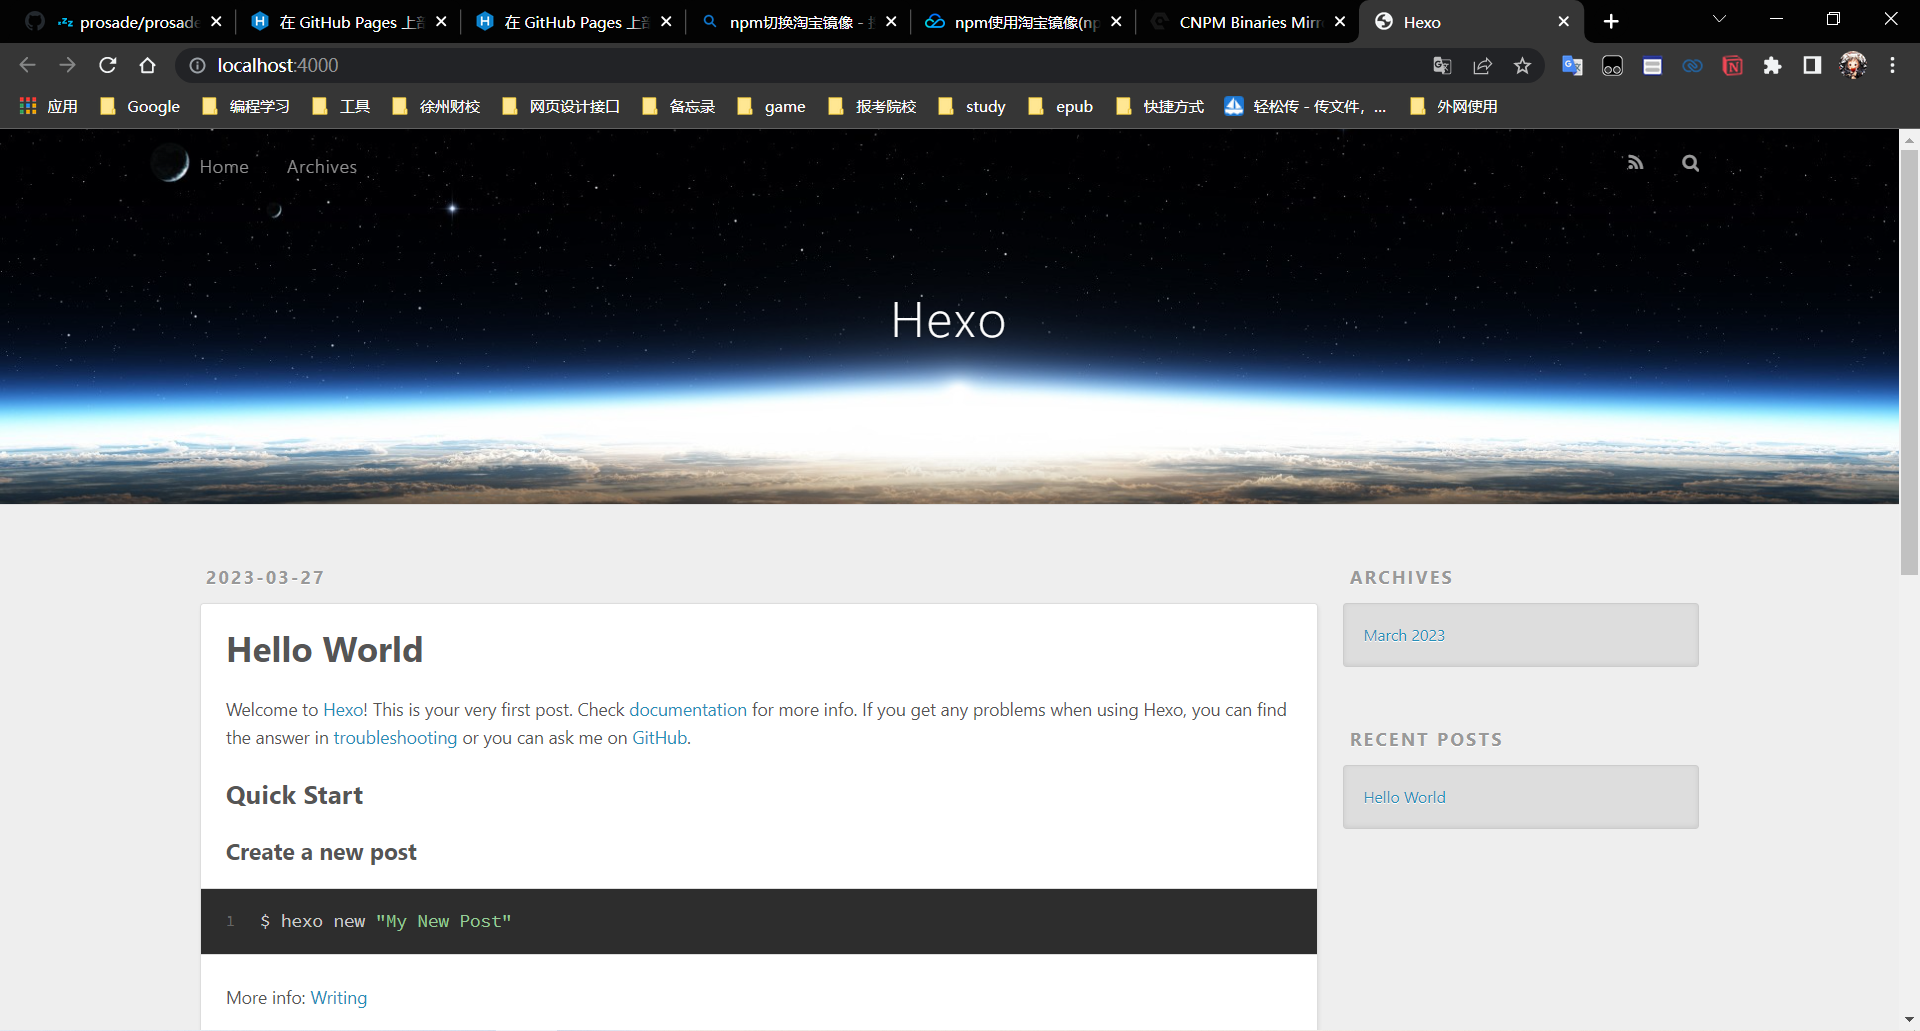 prosade/prosade
在 GitHub Pages 上部
在 GitHub Pages 上部
npm切换淘宝镜像 -
npm使用淘宝镜像(np
CNPM Binaries Mirr
Hexo
localhost:4000
应用
Google
编程学习
工具
徐州财校
网页设计接口
备忘录
game
报考院校
study
epub
快捷方式
轻松传 - 传文件，...
外网使用
Home
Archives
Hexo
2023-03-27
Hello World
Welcome to Hexo! This is your very first post. Check documentation for more info. If you get any problems when using Hexo, you can find
the answer in troubleshooting or you can ask me on GitHub.
Quick Start
Create a new post
1 $ hexo new "My New Post"
More info: Writing
ARCHIVES
March 2023
RECENT POSTS
Hello World